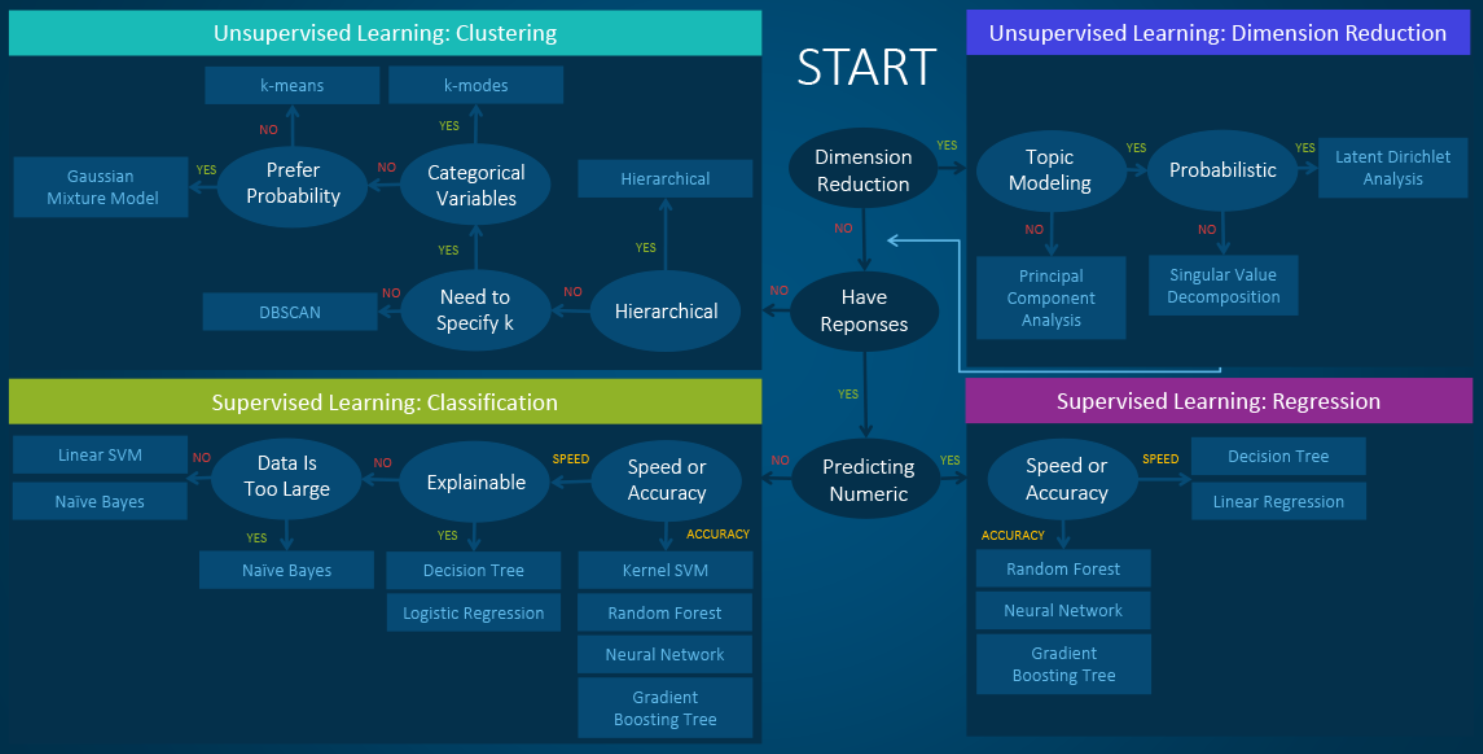 Unsupervised Learning: Clustering
k-means
k-modes
NO
YES
Gaussian
Mixture Model
YES
Prefer
Probability
NO
Categorical
Variables
Hierarchical
YES
YES
DBSCAN
NO
Need to
Specify k
NO
Hierarchical
START
Dimension
Reduction
YES
NO
NO
Have
Reponses
YES
NO
Predicting
Numeric
YES
Unsupervised Learning: Dimension Reduction
Topic
Modeling
YES
Probabilistic
YES
Latent Dirichlet
Analysis
NO
NO
Principal
Component
Analysis
Singular Value
Decomposition
Supervised Learning: Classification
Linear SVM
Naïve Bayes
NO
Data Is
Too Large
NO
Explainable
SPEED
Speed or
Accuracy
YES
YES
ACCURACY
Naïve Bayes
Decision Tree
Logistic Regression
Kernel SVM
Random Forest
Neural Network
Gradient
Boosting Tree
Supervised Learning: Regression
Speed or
Accuracy
SPEED
Decision Tree
Linear Regression
ACCURACY
Random Forest
Neural Network
Gradient
Boosting Tree